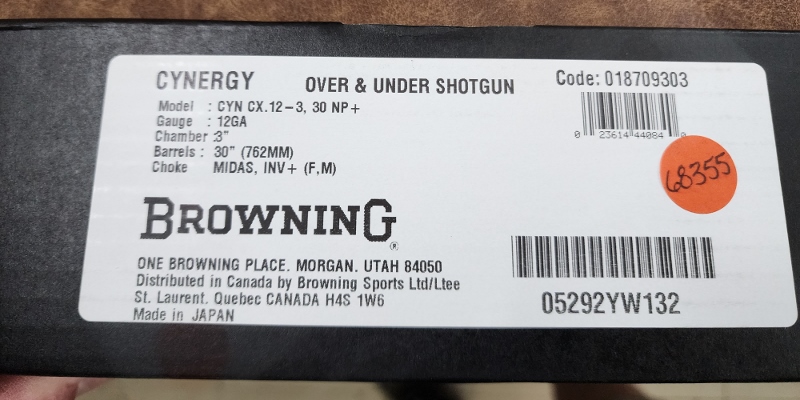 CYNERGY OVER & UNDER SHOTGUN Code: 018709303
Model : CYN CX.12-3, 30 NP+
Gauge : 12GA
Chamber :3"
Barrels : 30" (762MM)
Choke MIDAS, INV+ (F,M)
0 23614 44084 0
68355
BROWNING®
ONE BROWNING PLACE. MORGAN. UTAH 84050
Distributed in Canada by Browning Sports Ltd/Ltee
St. Laurent. Quebec CANADA H4S 1W6
Made in JAPAN
05292YW132